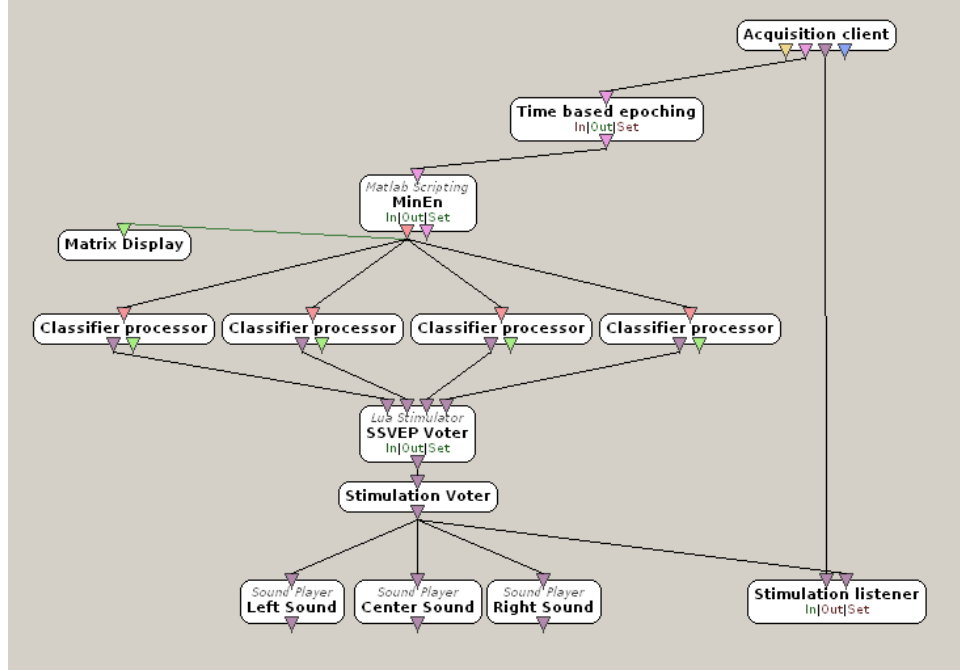 Acquisition client
Time based epoching
In|Out|Set
Matlab Scripting
MinEn
In|Out|Set
Matrix Display
Classifier processor
Classifier processor
Classifier processor
Classifier processor
Lua Stimulator
SSVEP Voter
In|Out|Set
Stimulation Voter
Sound Player
Left Sound
Sound Player
Center Sound
Sound Player
Right Sound
Stimulation listener
In|Out|Set